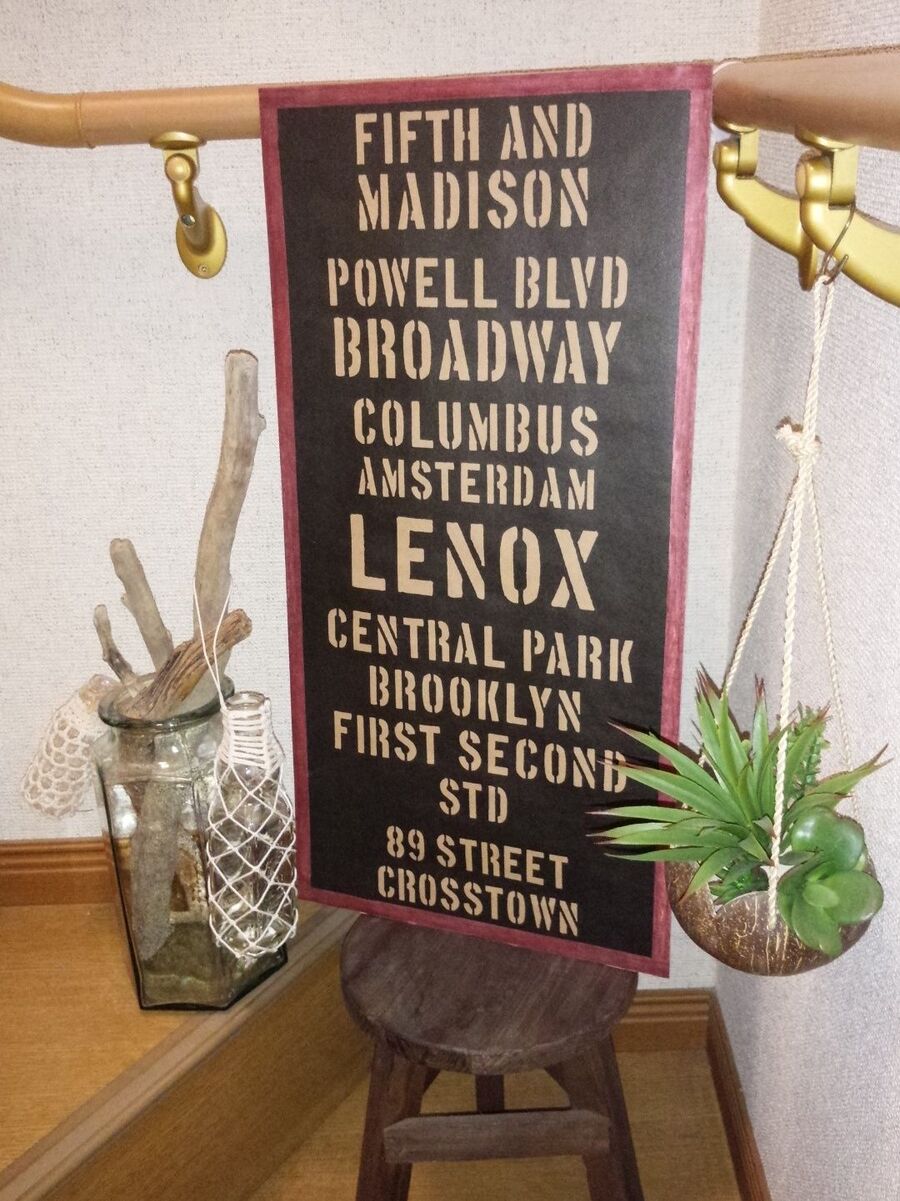 FIFTH AND
MADISON
POWELL BLVD
BROADWAY
COLUMBUS
AMSTERDAM
LENOX
CENTRAL PARK
BROOKLYN
FIRST SECOND
STD
89 STREET
CROSSTOWN